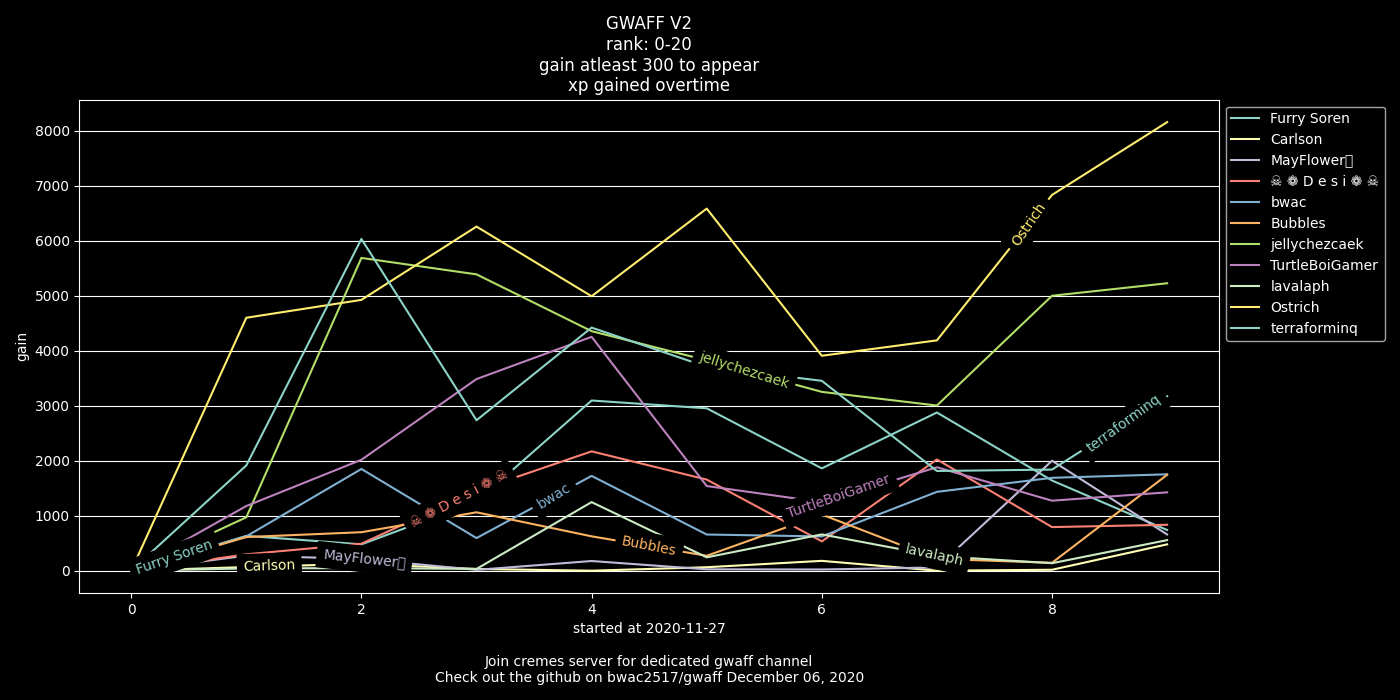 GWAFF V2
rank: 0-20
gain atleast 300 to appear
xp gained overtime
gain
8000
7000
6000
5000
4000
3000
2000
1000
0
0
2
4
6
8
Ostrich
jellychezcaek
terraforminq
☠ ❁ D e s i ❁ ☠
bwac
TurtleBoiGamer
Furry Soren
Carlson
MayFlower
Bubbles
lavalaph
Furry Soren
Carlson
MayFlower
☠ ❁ D e s i ❁ ☠
bwac
Bubbles
jellychezcaek
TurtleBoiGamer
lavalaph
Ostrich
terraforminq
started at 2020-11-27
Join cremes server for dedicated gwaff channel
Check out the github on bwac2517/gwaff December 06, 2020